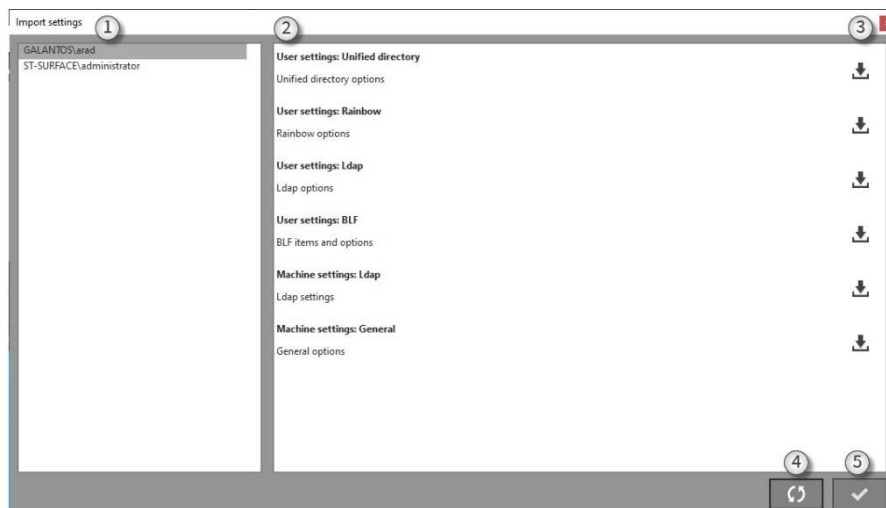 Import settings
1
2
3
GALANTOS\arad
ST-SURFACE\administrator
User settings: Unified directory
Unified directory options
User settings: Rainbow
Rainbow options
User settings: Ldap
Ldap options
User settings: BLF
BLF items and options
Machine settings: Ldap
Ldap settings
Machine settings: General
General options
4
5